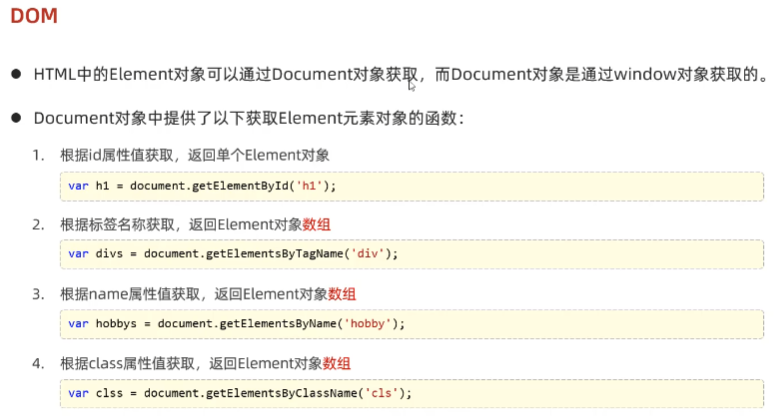 DOM
● HTML中的Element对象可以通过Document对象获取，而Document对象是通过window对象获取的。
● Document对象中提供了以下获取Element元素对象的函数：
1. 根据id属性值获取，返回单个Element对象
var h1 = document.getElementById('h1');
2. 根据标签名称获取，返回Element对象数组
var divs = document.getElementsByTagName('div');
3. 根据name属性值获取，返回Element对象数组
var hobbys = document.getElementsByName('hobby');
4. 根据class属性值获取，返回Element对象数组
var clss = document.getElementsByClassName('cls');